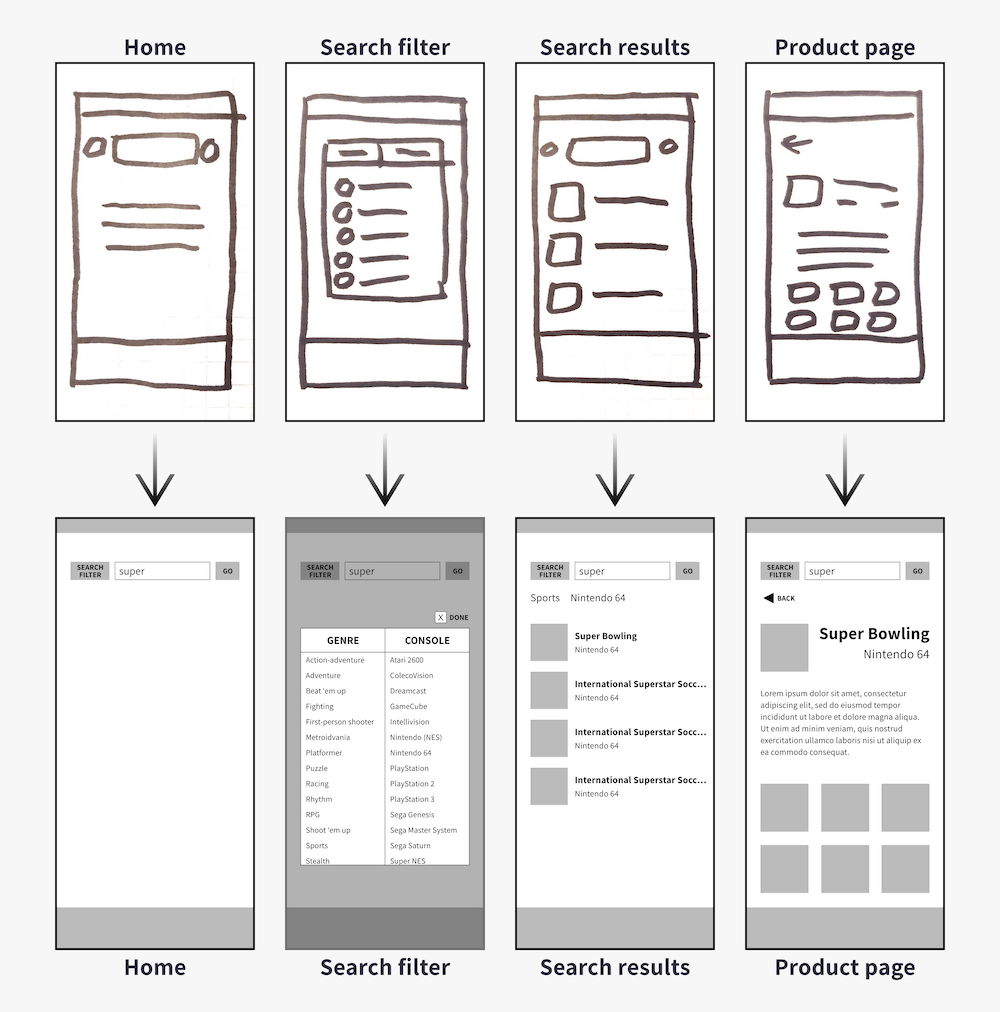 Home
Search filter
Search results
Product page
SEARCH
FILTER
super
GO
SEARCH
FILTER
super
GO
X DONE
GENRE
CONSOLE
Action-adventure
Atari 2600
Adventure
ColecoVision
Beat 'em up
Dreamcast
Fighting
GameCube
First-person shooter
Intellivision
Metroidvania
Nintendo (NES)
Platformer
Nintendo 64
Puzzle
PlayStation
Racing
PlayStation 2
Rhythm
PlayStation 3
RPG
Sega Genesis
Shoot 'em up
Sega Master System
Sports
Sega Saturn
Stealth
Super NES
SEARCH
FILTER
super
GO
Sports Nintendo 64
Super Bowling
Nintendo 64
International Superstar Socc...
Nintendo 64
International Superstar Socc...
Nintendo 64
International Superstar Socc...
Nintendo 64
SEARCH
FILTER
super
GO
BACK
Super Bowling
Nintendo 64
Lorem ipsum dolor sit amet, consectetur
adipiscing elit, sed do eiusmod tempor
incididunt ut labore et dolore magna aliqua.
Ut enim ad minim veniam, quis nostrud
exercitation ullamco laboris nisi ut aliquip ex
ea commodo consequat.
Home
Search filter
Search results
Product page